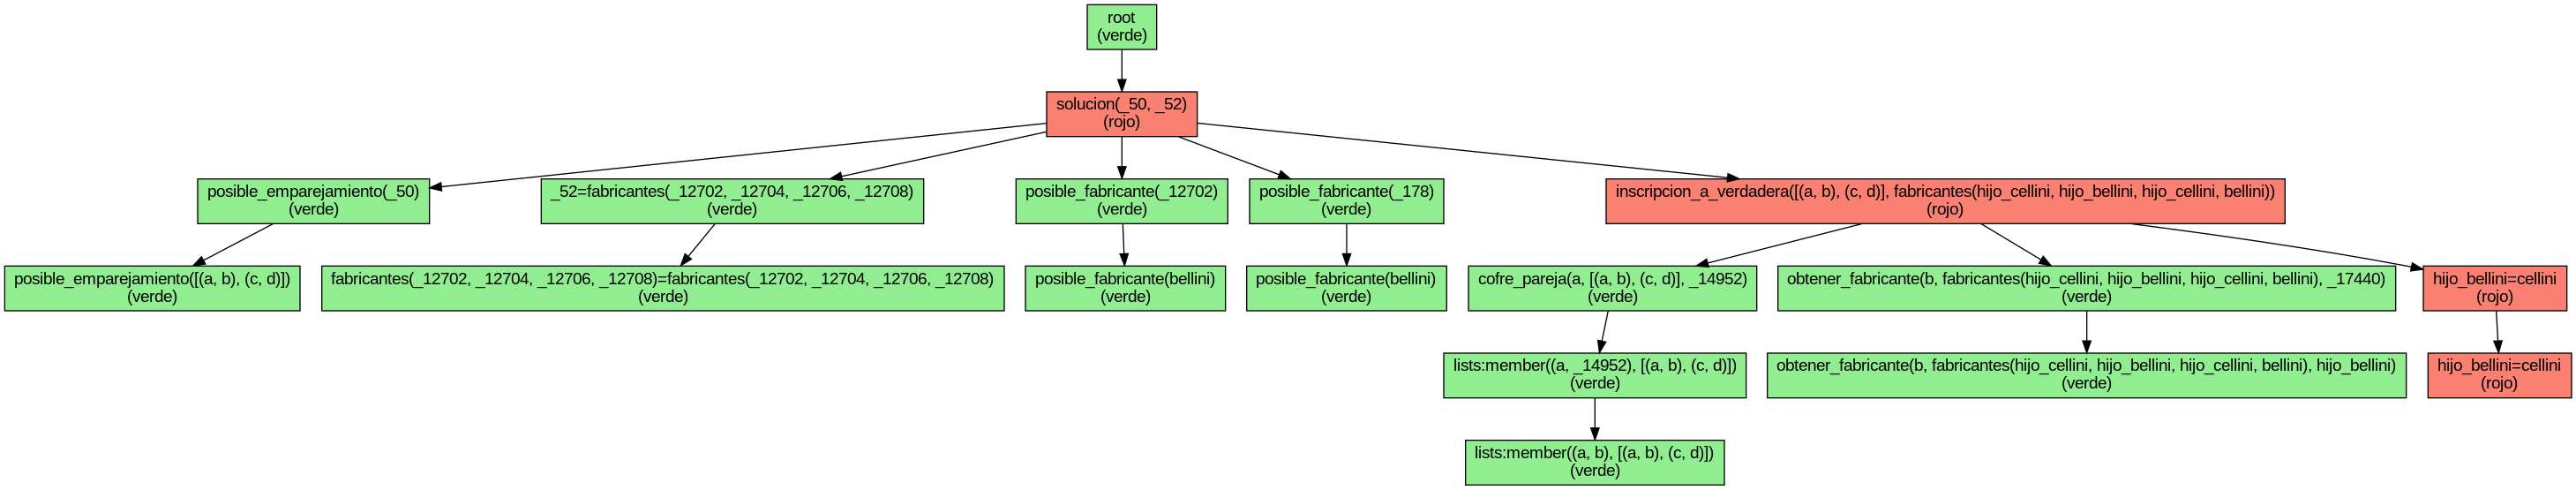 root
(verde)
solucion(_50, _52)
(rojo)
posible_emparejamiento(_50)
(verde)
_52=fabricantes(_12702, _12704, _12706, _12708)
(verde)
posible_fabricante(_12702)
(verde)
posible_fabricante(_178)
(verde)
inscripcion_a_verdadera([(a, b), (c, d)], fabricantes(hijo_cellini, hijo_bellini, hijo_cellini, bellini))
(rojo)
posible_emparejamiento([(a, b), (c, d)])
(verde)
fabricantes(_12702, _12704, _12706, _12708)=fabricantes(_12702, _12704, _12706, _12708)
(verde)
posible_fabricante(bellini)
(verde)
posible_fabricante(bellini)
(verde)
cofre_pareja(a, [(a, b), (c, d)], _14952)
(verde)
obtener_fabricante(b, fabricantes(hijo_cellini, hijo_bellini, hijo_cellini, bellini), _17440)
(verde)
hijo_bellini=cellini
(rojo)
lists:member((a, _14952), [(a, b), (c, d)])
(verde)
obtener_fabricante(b, fabricantes(hijo_cellini, hijo_bellini, hijo_cellini, bellini), hijo_bellini)
(verde)
hijo_bellini=cellini
(rojo)
lists:member((a, b), [(a, b), (c, d)])
(verde)